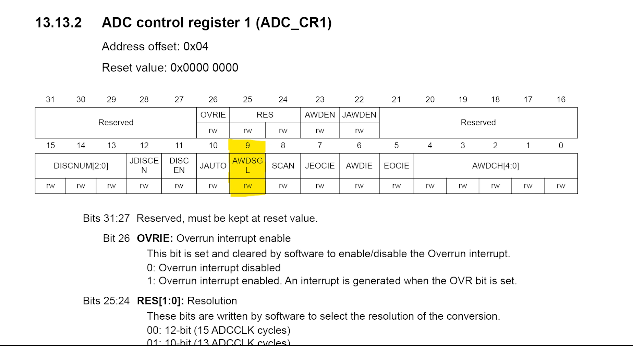 13.13.2 ADC control register 1 (ADC_CR1)
Address offset: 0x04
Reset value: 0x0000 0000
31 30 29 28 27 26 25 24 23 22 21 20 19 18 17 16
Reserved OVRIE RES AWDEN JAWDEN Reserved
rw rw rw rw rw
15 14 13 12 11 10 9 8 7 6 5 4 3 2 1 0
DISCNUM[2:0] JDISCE N DISC EN JAUTO AWDSG L SCAN JEOCIE AWDIE EOCIE AWDCH[4:0]
rw rw rw rw rw rw rw rw rw rw rw rw rw rw rw rw
Bits 31:27 Reserved, must be kept at reset value.
Bit 26 OVRIE: Overrun interrupt enable
This bit is set and cleared by software to enable/disable the Overrun interrupt.
0: Overrun interrupt disabled
1: Overrun interrupt enabled. An interrupt is generated when the OVR bit is set.
Bits 25:24 RES[1:0]: Resolution
These bits are written by software to select the resolution of the conversion.
00: 12-bit (15 ADCCLK cycles)
01: 10-bit (13 ADCCLK cycles)